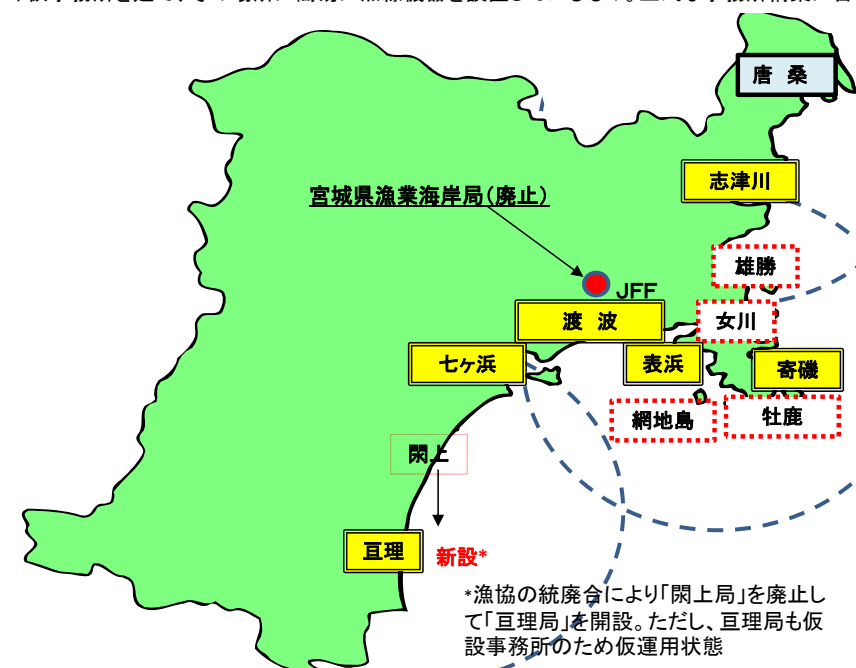 唐 桑
志津川
宮城県漁業海岸局(廃止)
雄勝
JFF
渡 波
女川
七ヶ浜
表浜
寄磯
網地島
牡鹿
閖上
亘理
新設*
*漁協の統廃合により「閖上局」を廃止し
て「亘理局」を開設。ただし、亘理局も仮
設事務所のため仮運用状態